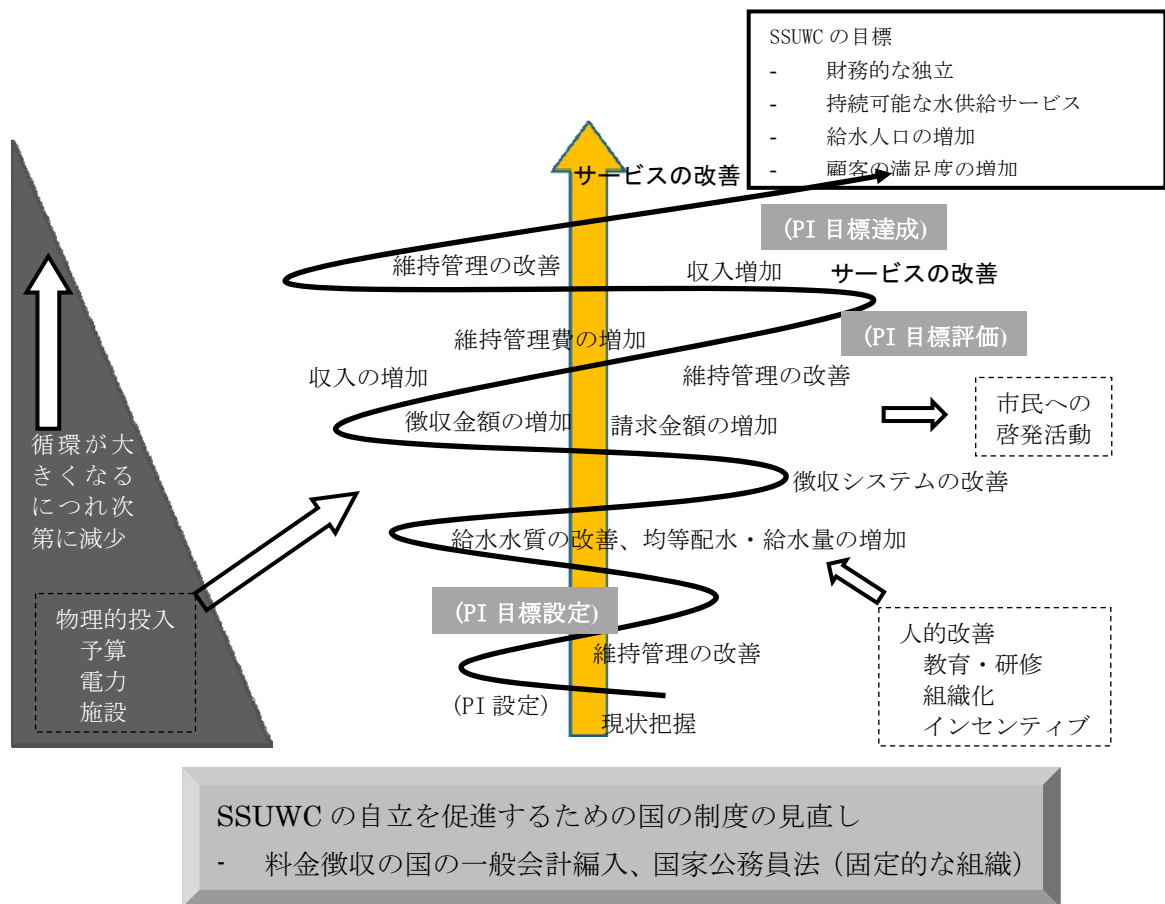 SSUWC の目標
- 財務的な独立
- 持続可能な水供給サービス
- 給水人口の増加
- 顧客の満足度の増加
サービスの改善
(PI 目標達成)
維持管理の改善
収入増加
サービスの改善
維持管理費の増加
(PI 目標評価)
収入の増加
維持管理の改善
徴収金額の増加
請求金額の増加
市民への
啓発活動
循環が大
きくなる
につれ次
第に減少
徴収システムの改善
給水水質の改善、均等配水・給水量の増加
物理的投入
予算
電力
施設
(PI 目標設定)
維持管理の改善
人的改善
教育・研修
組織化
インセンティブ
(PI 設定)
現状把握
SSUWC の自立を促進するための国の制度の見直し
- 料金徴収の国の一般会計編入、国家公務員法（固定的な組織）